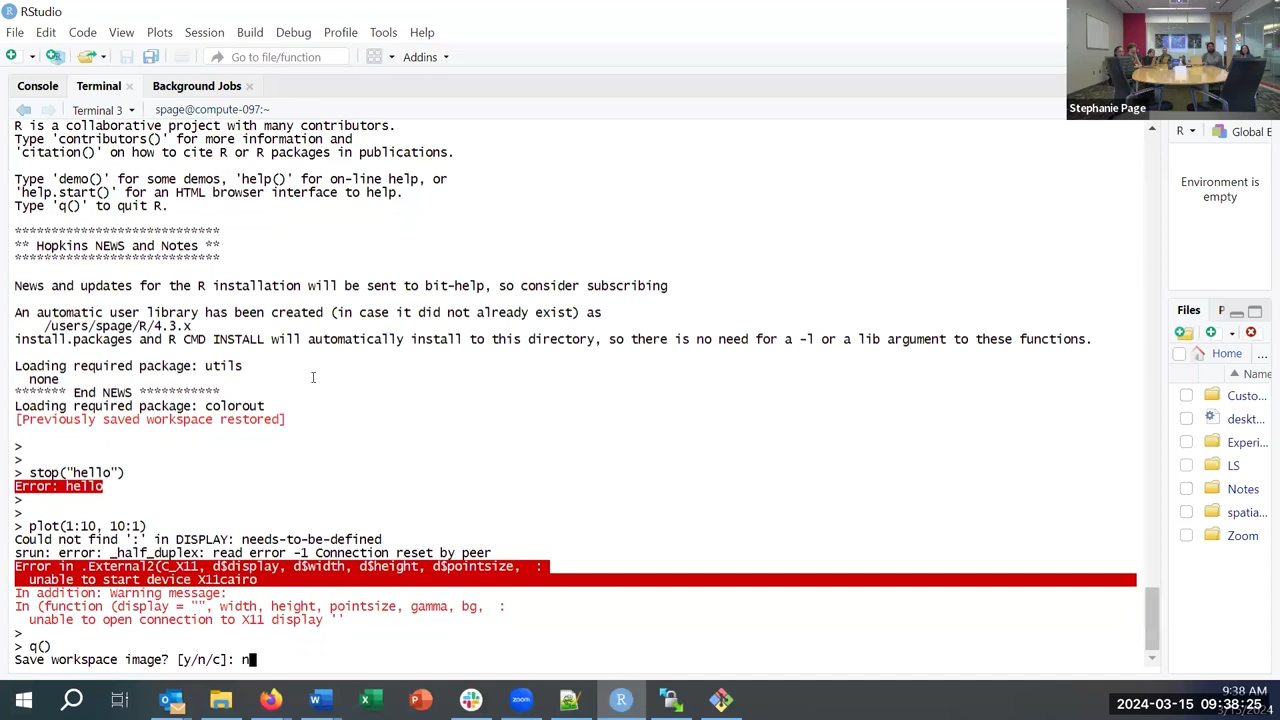 RStudio
File Edit Code View Plots Session Build Debug Profile Tools Help
Go to file/function Addins
Stephanie Page
Console Terminal Background Jobs
Terminal 3 spage@compute-097:~
R is a collaborative project with many contributors.
Type 'contributors()' for more information and
'citation()' on how to cite R or R packages in publications.
Type 'demo()' for some demos, 'help()' for on-line help, or
'help.start()' for an HTML browser interface to help.
Type 'q()' to quit R.
****************************
** Hopkins NEWS and Notes **
****************************
News and updates for the R installation will be sent to bit-help, so consider subscribing
An automatic user library has been created (in case it did not already exist) as
/users/spage/R/4.3.x
install.packages and R CMD INSTALL will automatically install to this directory, so there is no need for a -l or a lib argument to these functions.
Loading required package: utils
none
******* End NEWS ***********
Loading required package: colorout
[Previously saved workspace restored]
>
>
> stop("hello")
Error: hello
>
>
> plot(1:10, 10:1)
Could not find ':' in DISPLAY: needs-to-be-defined
srun: error: _half_duplex: read error -1 Connection reset by peer
Error in .External2(C_X11, d$display, d$width, d$height, d$pointsize, :
unable to start device X11cairo
In addition: Warning message:
In (function (display = "", width, height, pointsize, gamma, bg, :
unable to open connection to X11 display ''
> q()
Save workspace image? [y/n/c]: n
R Global E
Environment is
empty
Files P
Home ...
Name
Custo...
deskt...
Experi...
LS
Notes
spatia...
Zoom
zoom
9:38 AM
2024-03-15 09:38:25